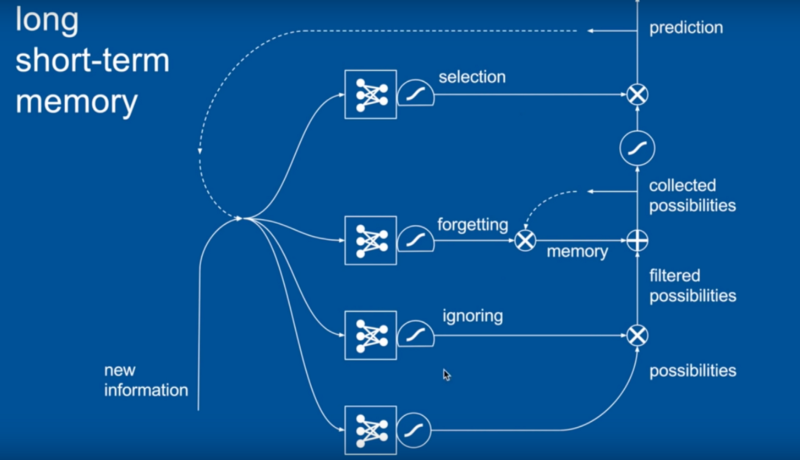 long
short-term
memory
prediction
selection
collected
possibilities
forgetting
memory
filtered
possibilities
ignoring
new
information
possibilities